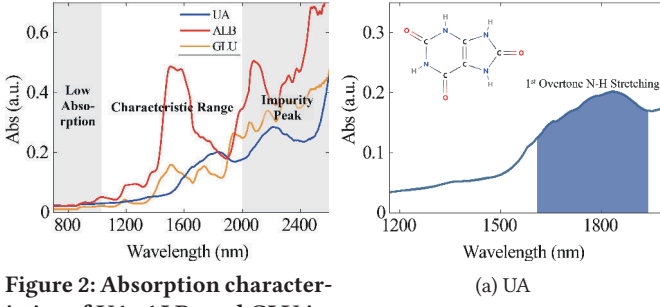 UA
ALB
GLU
Low
Abso-
rption
Characteristic Range
Impurity
Peak
Abs (a.u.)
0.6
0.4
0.2
0
800 1200 1600 2000 2400
Wavelength (nm)
Figure 2: Absorption character-
H
N
O
C
C
N
C
O
C
N
H
C
N
H
O
1st Overtone N-H Stretching
Abs (a.u.)
0.3
0.2
0.1
0
1200 1500 1800
Wavelength (nm)
(a) UA